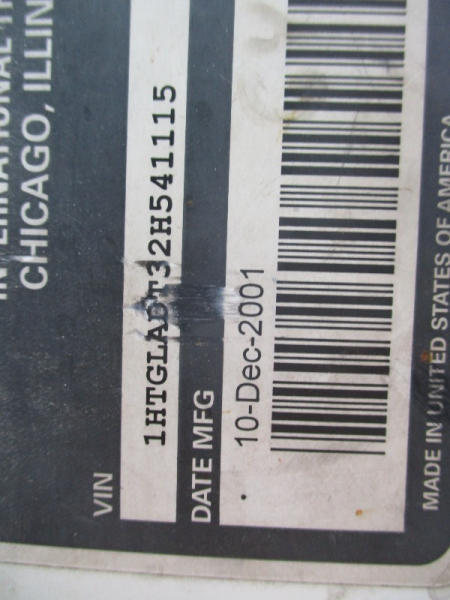 CHICAGO, ILLIN
VIN
1HTGLADT32H541115
DATE MFG
10-Dec-2001
MADE IN UNITED STATES OF AMERICA